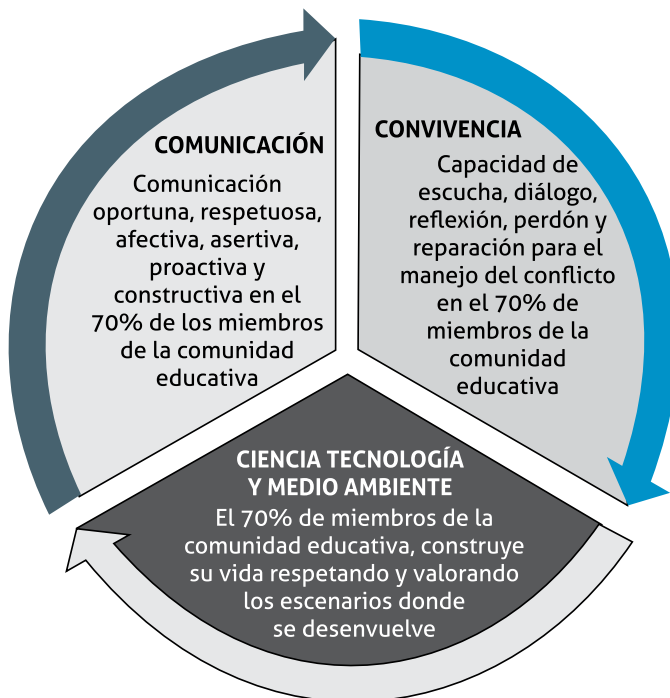 COMUNICACIÓN
Comunicación
oportuna, respetuosa,
afectiva, asertiva,
proactiva y
constructiva en el
70% de los miembros
de la comunidad
educativa
CONVIVENCIA
Capacidad de
escucha, diálogo,
reflexión, perdón y
reparación para el
manejo del conflicto
en el 70% de
miembros de la
comunidad
educativa
CIENCIA TECNOLOGÍA
Y MEDIO AMBIENTE
El 70% de miembros de la
comunidad educativa, construye
su vida respetando y valorando
los escenarios donde
se desenvuelve